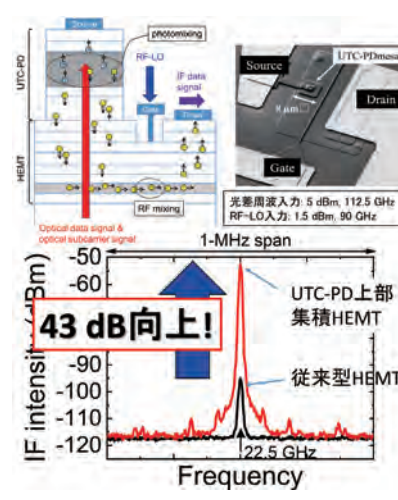 Source
photomixing
UTC-PD
RF-LO
IF data
signal
Gate
Drain
HEMT
RF mixing
Optical data signal &
optical subcarrier signal
Source
UTC-PDmesa
Drain
8 μm
Gate
光差周波入力: 5 dBm, 112.5 GHz
RF-LO入力: 1.5 dBm, 90 GHz
1-MHz span
IF intensity (dBm)
-50
-60
43 dB向上!
-90
-100
-110
-120
UTC-PD上部
集積HEMT
従来型HEMT
22.5 GHz
Frequency